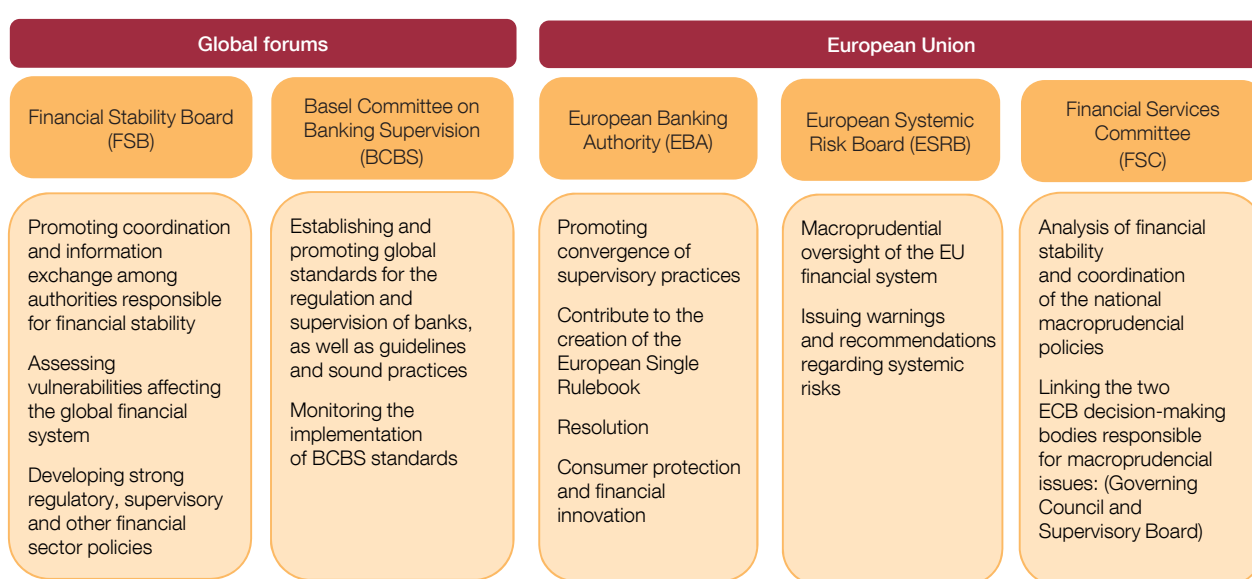 Global forums
European Union
Financial Stability Board
(FSB)
Basel Committee on
Banking Supervision
(BCBS)
European Banking
Authority (EBA)
European Systemic
Risk Board (ESRB)
Financial Services
Committee
(FSC)
Promoting coordination
and information
exchange among
authorities responsible
for financial stability
Assessing
vulnerabilities affecting
the global financial
system
Developing strong
regulatory, supervisory
and other financial
sector policies
Establishing and
promoting global
standards for the
regulation and
supervision of banks,
as well as guidelines
and sound practices
Monitoring the
implementation
of BCBS standards
Promoting
convergence of
supervisory practices
Contribute to the
creation of the
European Single
Rulebook
Resolution
Consumer protection
and financial
innovation
Macroprudential
oversight of the EU
financial system
Issuing warnings
and recommendations
regarding systemic
risks
Analysis of financial
stability
and coordination
of the national
macroprudencial
policies
Linking the two
ECB decision-making
bodies responsible
for macroprudencial
issues: (Governing
Council and
Supervisory Board)